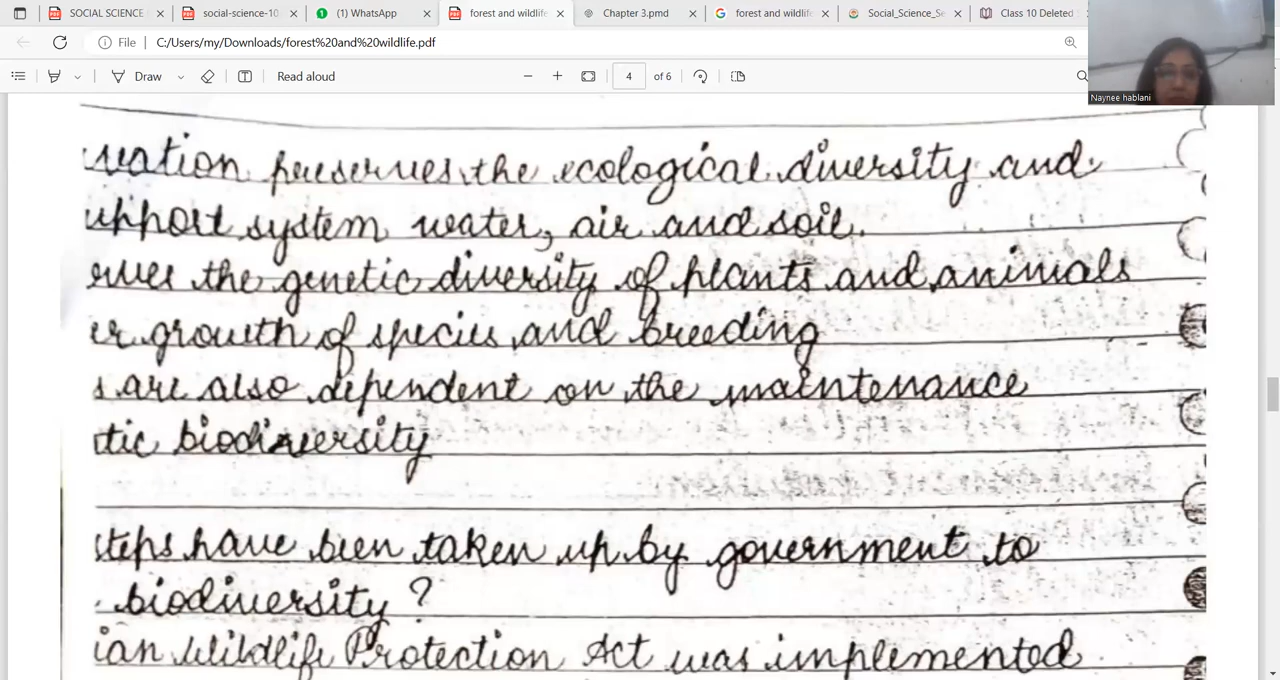 SOCIAL SCIENCE
social-science-10
(1) WhatsApp
forest and wildlife
Chapter 3.pmd
forest and wildlife
Social_Science_Se
Class 10 Deleted
File C:/Users/my/Downloads/forest%20and%20wildlife.pdf
Draw Read aloud 4 of 6
Naynee hablani
vation preserves the ecological diversity and
upport system water, air and soil.
erves the genetic diversity of plants and animals
er growth of species and breeding
s are also dependent on the maintenance
tic biodiversity
steps have been taken up by government to
biodiversity ?
ian Wildlife Protection Act was implemented